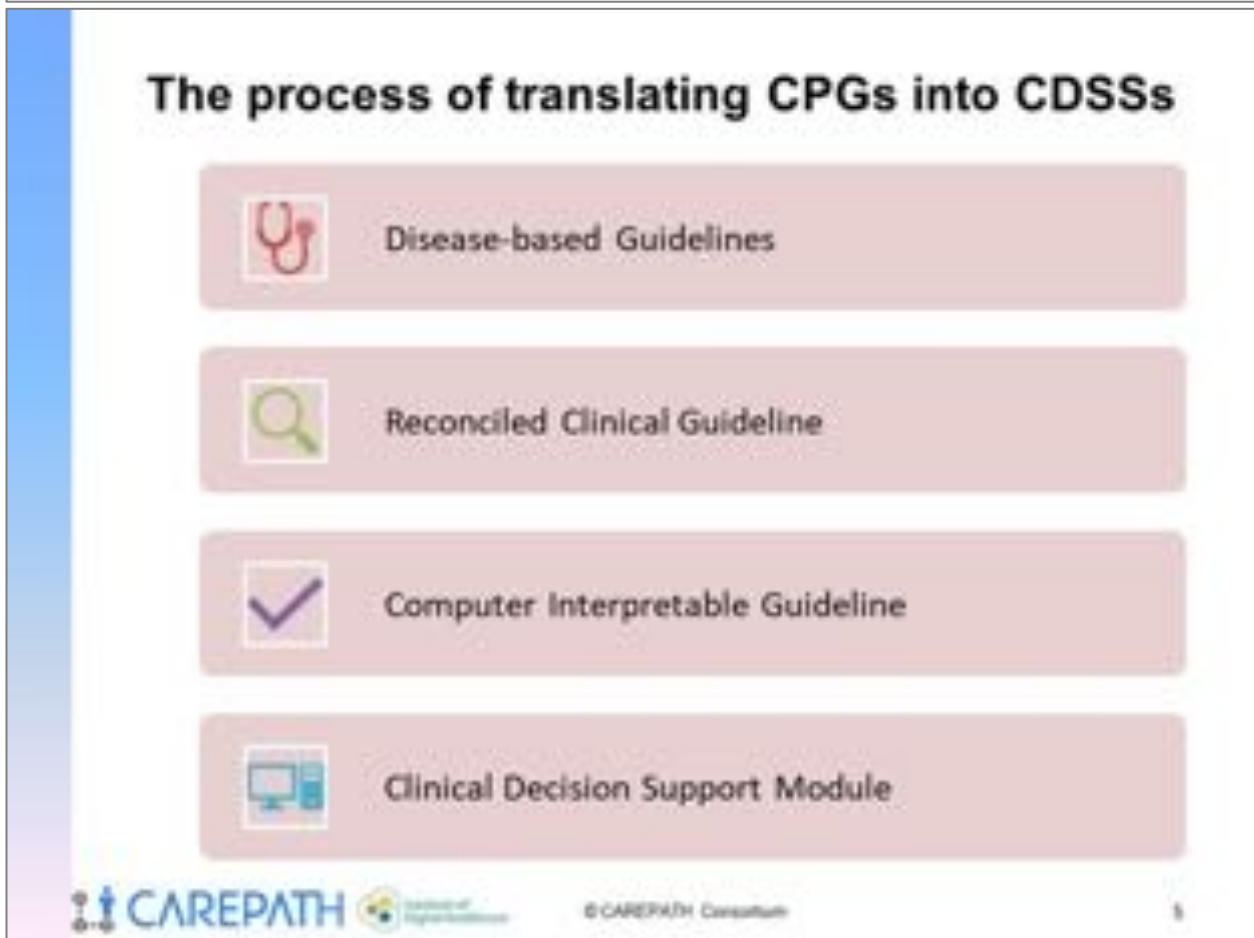 The process of translating CPGs into CDSSs
Disease-based Guidelines
Reconciled Clinical Guideline
Computer Interpretable Guideline
Clinical Decision Support Module
CAREPATH
© CAREPATH Consortium
5